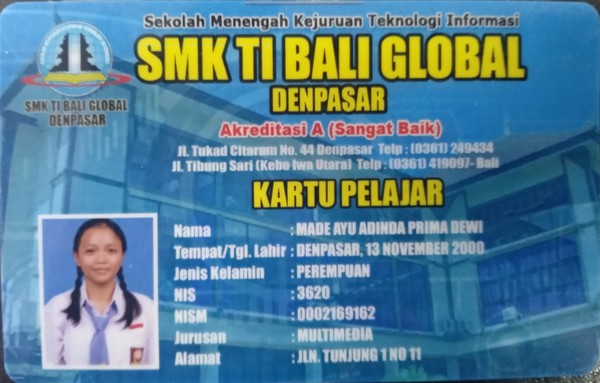 Sekolah Menengah Kejuruan Teknologi Informasi
SMK TI BALI GLOBAL
DENPASAR
SMK TI BALI GLOBAL
DENPASAR
Akreditasi A (Sangat Baik)
Jl. Tukad Citarum No. 44 Denpasar Telp : (0361) 249434
Jl. Tibung Sari (Kebo Iwa Utara) Telp : (0361) 419097- Bali
KARTU PELAJAR
Nama : MADE AYU ADINDA PRIMA DEWI
Tempat/Tgl. Lahir : DENPASAR, 13 NOVEMBER 2000
Jenis Kelamin : PEREMPUAN
NIS : 3620
NISM : 0002169162
Jurusan : MULTIMEDIA
Alamat : JLN. TUNJUNG 1 NO 11